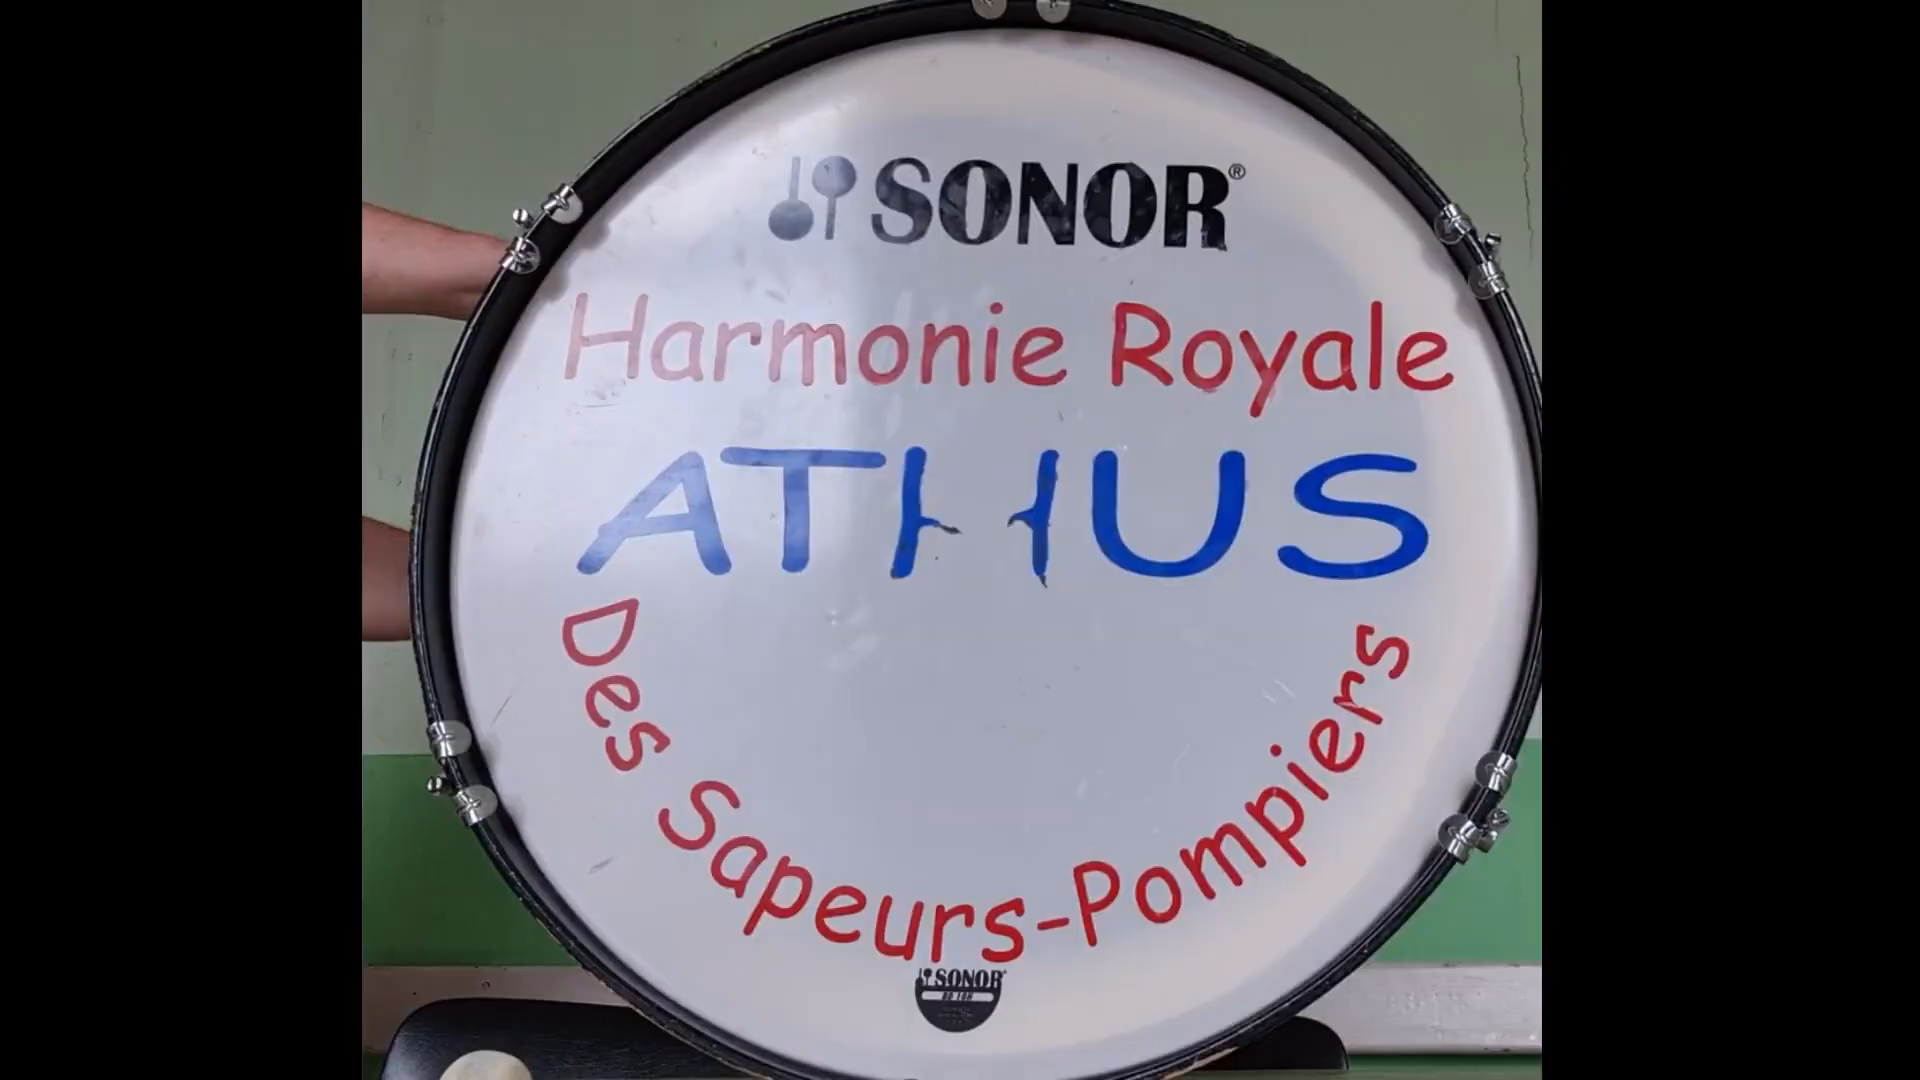 SONOR®
Harmonie Royale
ATHUS
Des Sapeurs-Pompiers
SONOR®